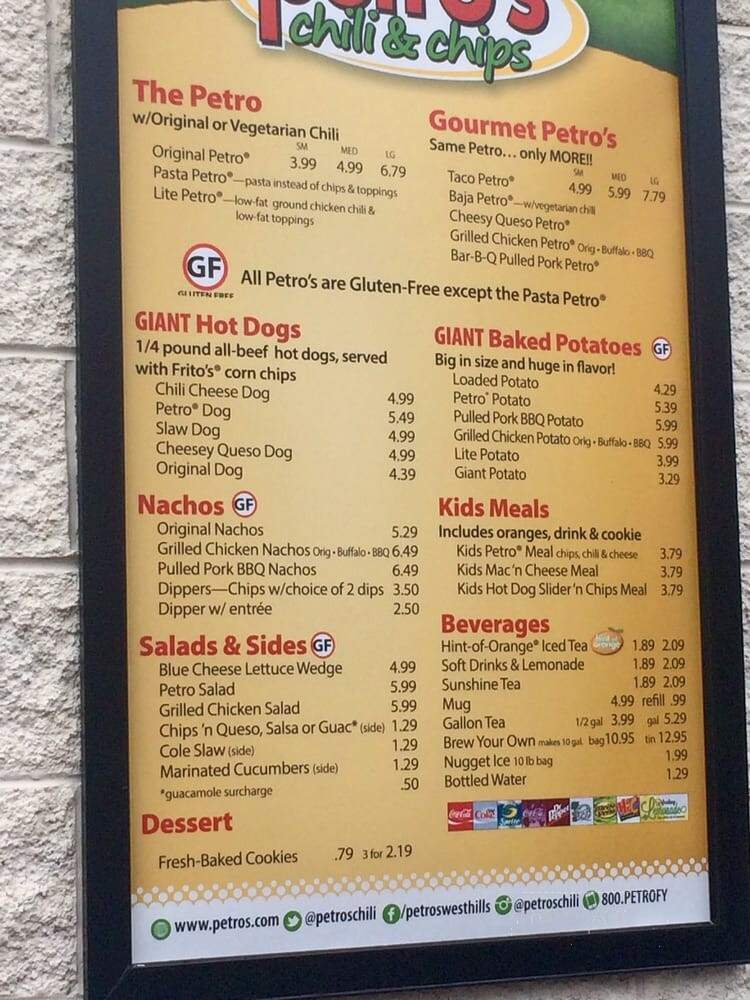 Petro's
chili & chips
The Petro
w/Original or Vegetarian Chili
SM MED LG
Original Petro® 3.99 4.99 6.79
Pasta Petro®—pasta instead of chips & toppings
Lite Petro®—low-fat ground chicken chili &
low-fat toppings
Gourmet Petro's
Same Petro... only MORE!!
SM MED LG
Taco Petro® 4.99 5.99 7.79
Baja Petro®—w/vegetarian chili
Cheesy Queso Petro®
Grilled Chicken Petro® Orig • Buffalo • BBQ
Bar-B-Q Pulled Pork Petro®
GF
GLUTEN FREE
All Petro's are Gluten-Free except the Pasta Petro®
GIANT Hot Dogs
1/4 pound all-beef hot dogs, served
with Frito's® corn chips
Chili Cheese Dog 4.99
Petro® Dog 5.49
Slaw Dog 4.99
Cheesey Queso Dog 4.99
Original Dog 4.39
GIANT Baked Potatoes GF
Big in size and huge in flavor!
Loaded Potato 4.29
Petro® Potato 5.39
Pulled Pork BBQ Potato 5.99
Grilled Chicken Potato Orig • Buffalo • BBQ 5.99
Lite Potato 3.99
Giant Potato 3.29
Nachos GF
Original Nachos 5.29
Grilled Chicken Nachos Orig • Buffalo • BBQ 6.49
Pulled Pork BBQ Nachos 6.49
Dippers—Chips w/choice of 2 dips 3.50
Dipper w/ entrée 2.50
Kids Meals
Includes oranges, drink & cookie
Kids Petro® Meal chips, chili & cheese 3.79
Kids Mac'n Cheese Meal 3.79
Kids Hot Dog Slider'n Chips Meal 3.79
Salads & Sides GF
Blue Cheese Lettuce Wedge 4.99
Petro Salad 5.99
Grilled Chicken Salad 5.99
Chips 'n Queso, Salsa or Guac* (side) 1.29
Cole Slaw (side) 1.29
Marinated Cucumbers (side) 1.29
*guacamole surcharge .50
Beverages
Hint-of-Orange® Iced Tea Hint of Orange 1.89 2.09
Soft Drinks & Lemonade 1.89 2.09
Sunshine Tea 1.89 2.09
Mug 4.99 refill .99
Gallon Tea 1/2 gal 3.99 gal 5.29
Brew Your Own makes 10 gal. bag 10.95 tin 12.95
Nugget Ice 10 lb bag 1.99
Bottled Water 1.29
Coca-Cola Coke Sprite Dr Pepper Lemonade
Dessert
Fresh-Baked Cookies .79 3 for 2.19
www.petros.com @petroschili /petroswesthills @petroschili 800.PETROFY